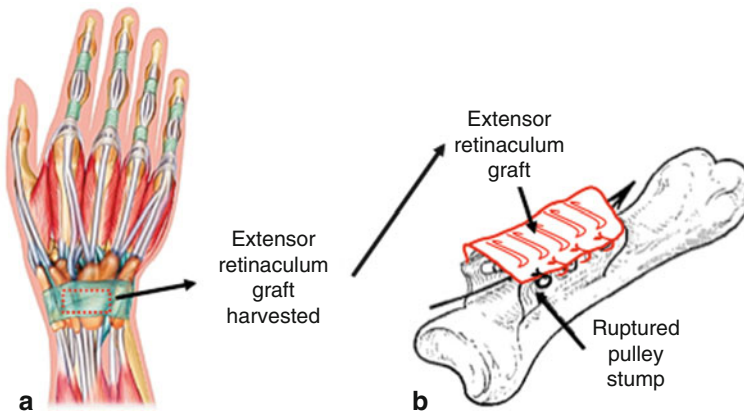 Extensor
retinaculum
graft
harvested
a
Extensor
retinaculum
graft
Ruptured
pulley
stump
b